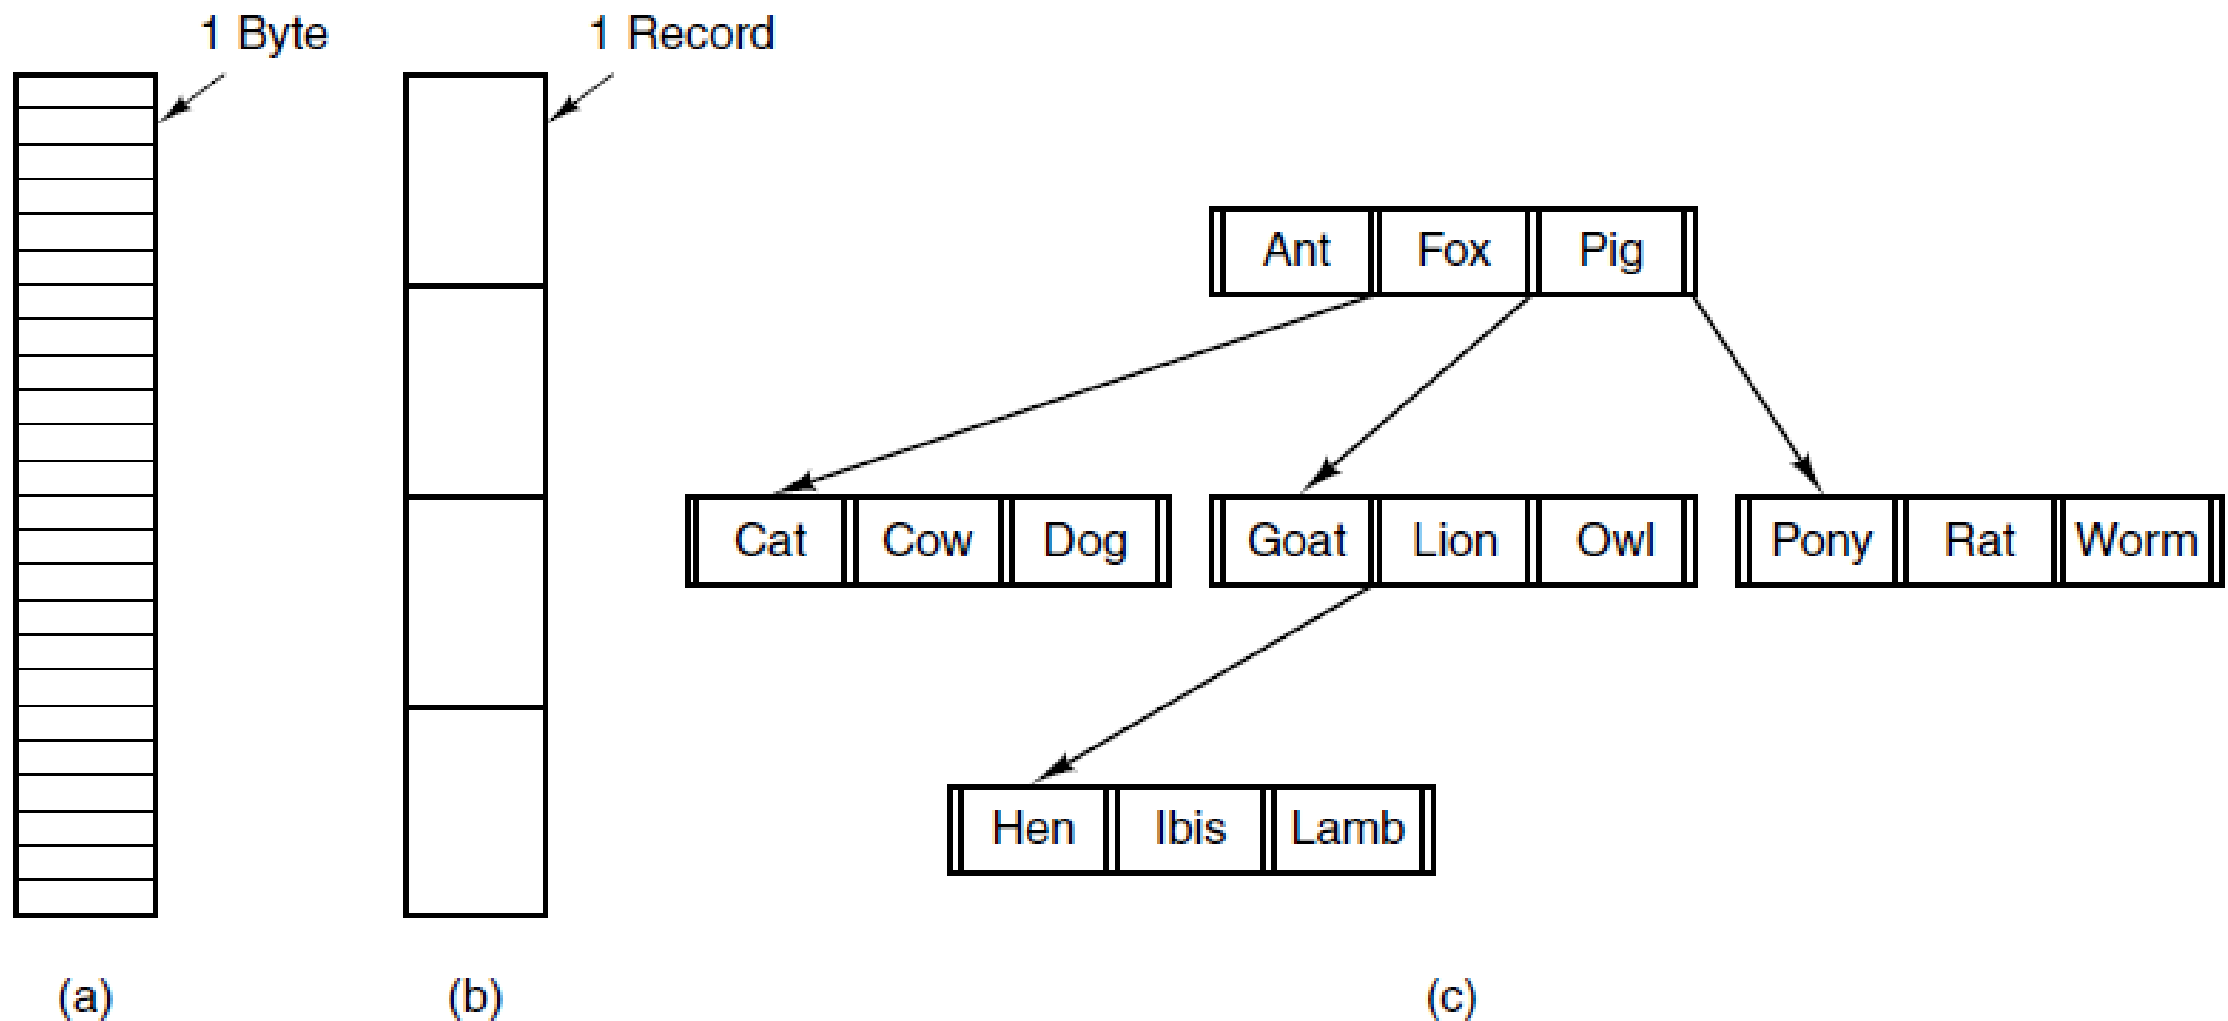 1 Byte
1 Record
Ant Fox Pig
Cat Cow Dog Goat Lion Owl Pony Rat Worm
Hen Ibis Lamb
(a) (b) (c)